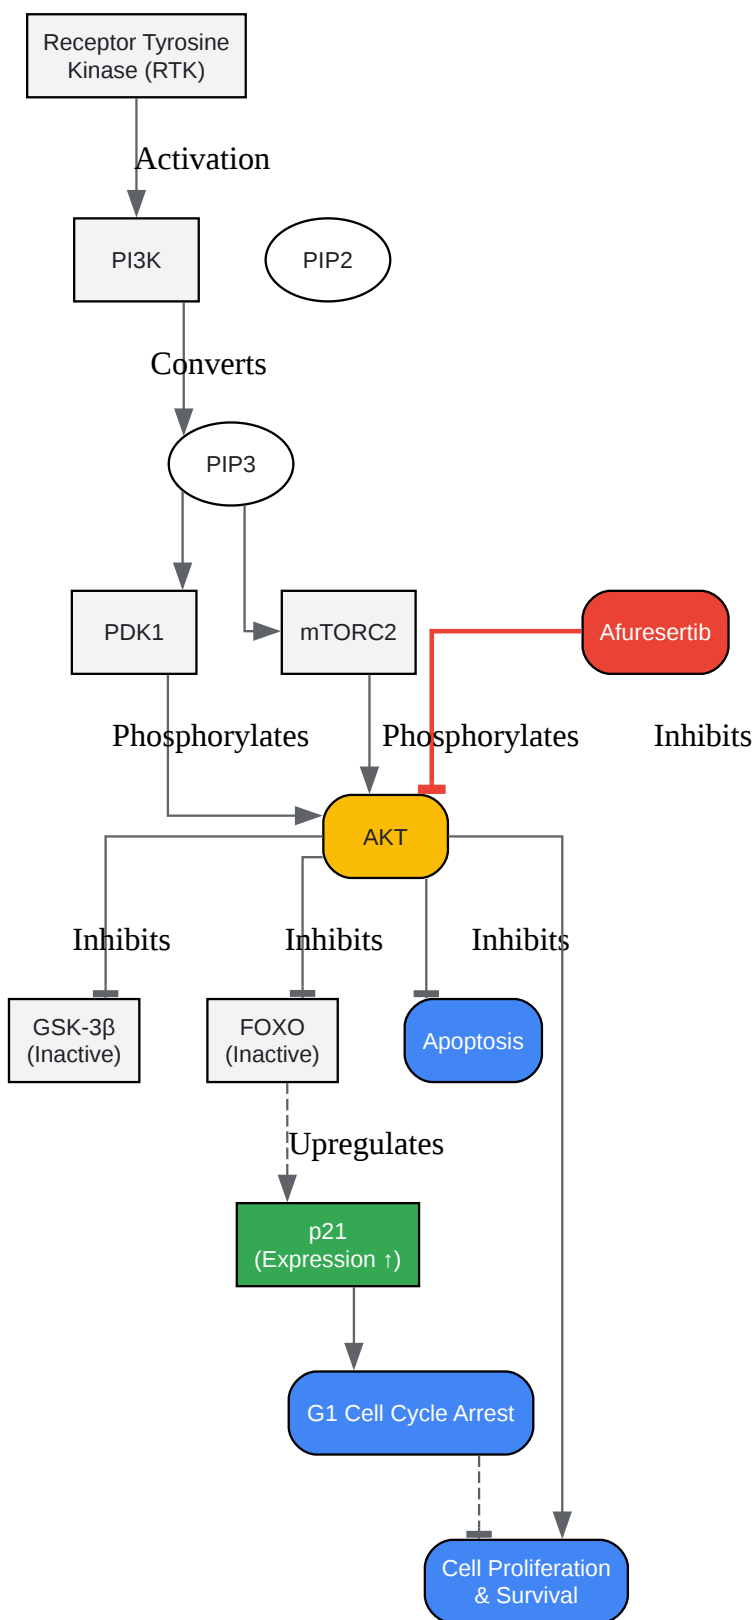 Receptor Tyrosine
Kinase (RTK)
Activation
PI3K
PIP2
Converts
PIP3
PDK1
mTORC2
Afuresertib
Phosphorylates
Phosphorylates
Inhibits
AKT
Inhibits
Inhibits
Inhibits
GSK-3β
(Inactive)
FOXO
(Inactive)
Apoptosis
Upregulates
p21
(Expression ↑)
G1 Cell Cycle Arrest
Cell Proliferation
& Survival